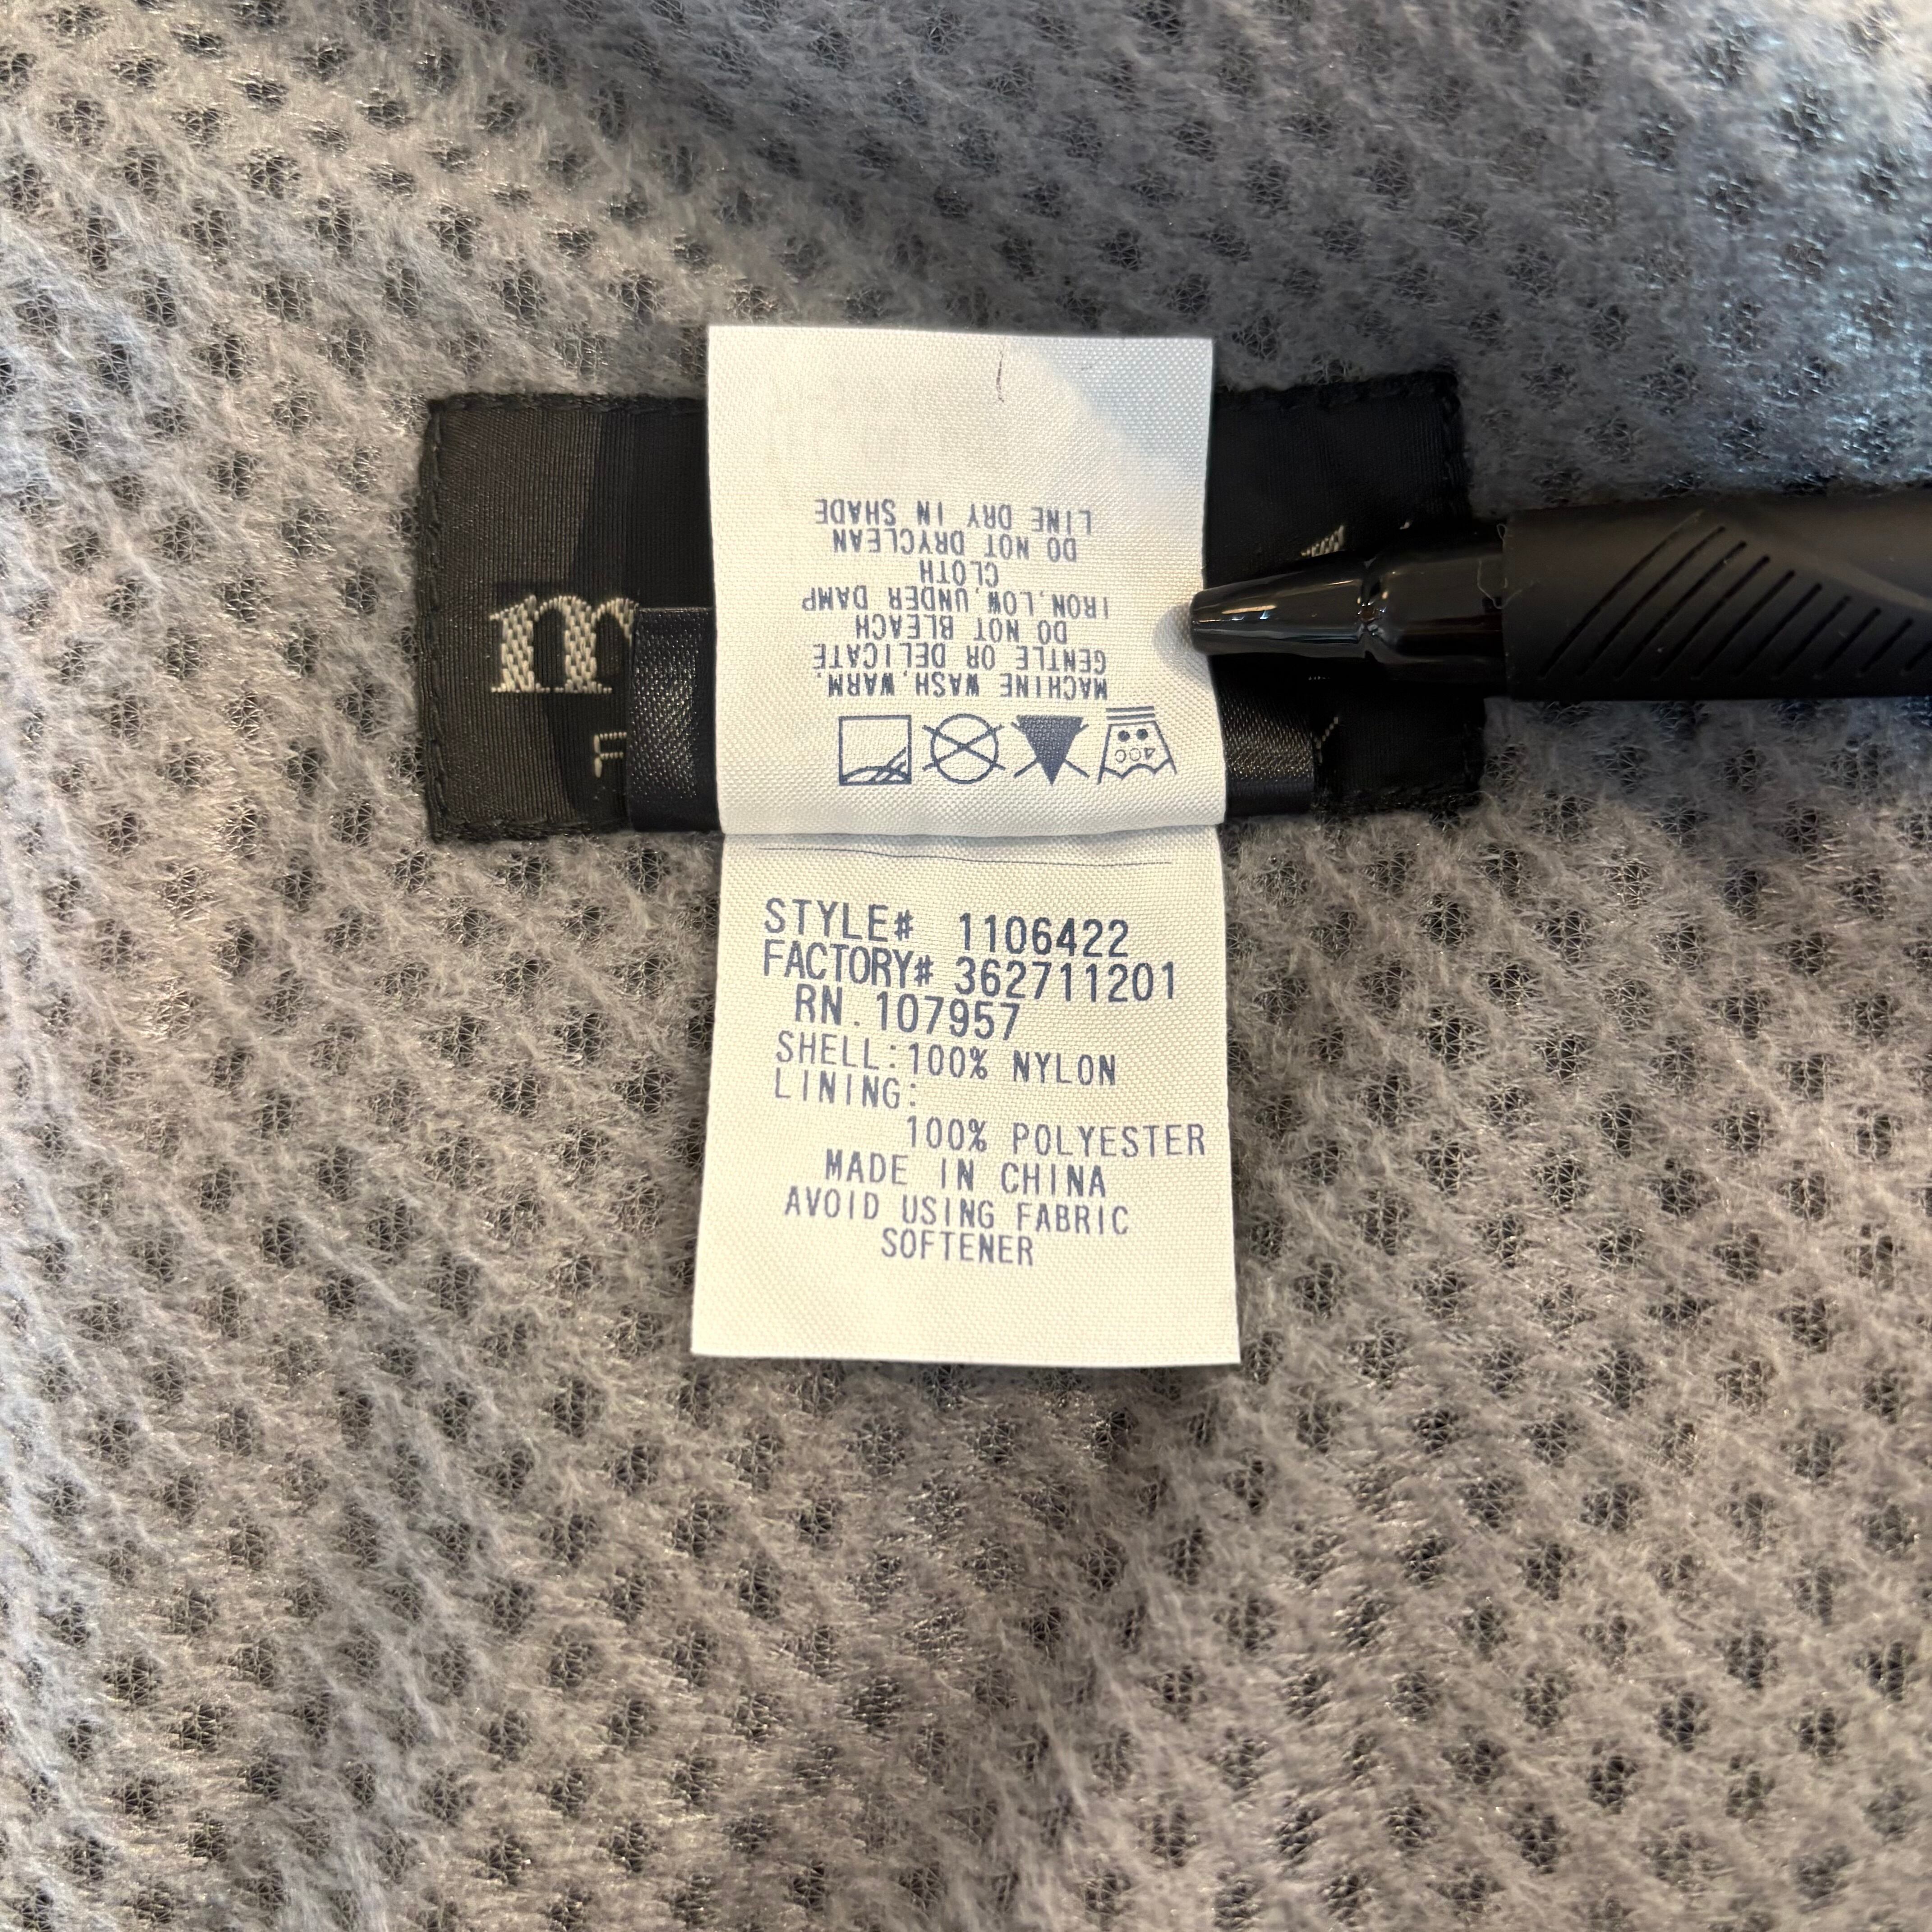 m
STYLE# 1106422
FACTORY# 362711201
RN. 107957
SHELL:100% NYLON
LINING:
100% POLYESTER
MADE IN CHINA
AVOID USING FABRIC
SOFTENER
40C
MACHINE WASH,WARM,
GENTLE OR DELICATE
DO NOT BLEACH
IRON,LOW,UNDER DAMP
CLOTH
DO NOT DRYCLEAN
LINE DRY IN SHADE